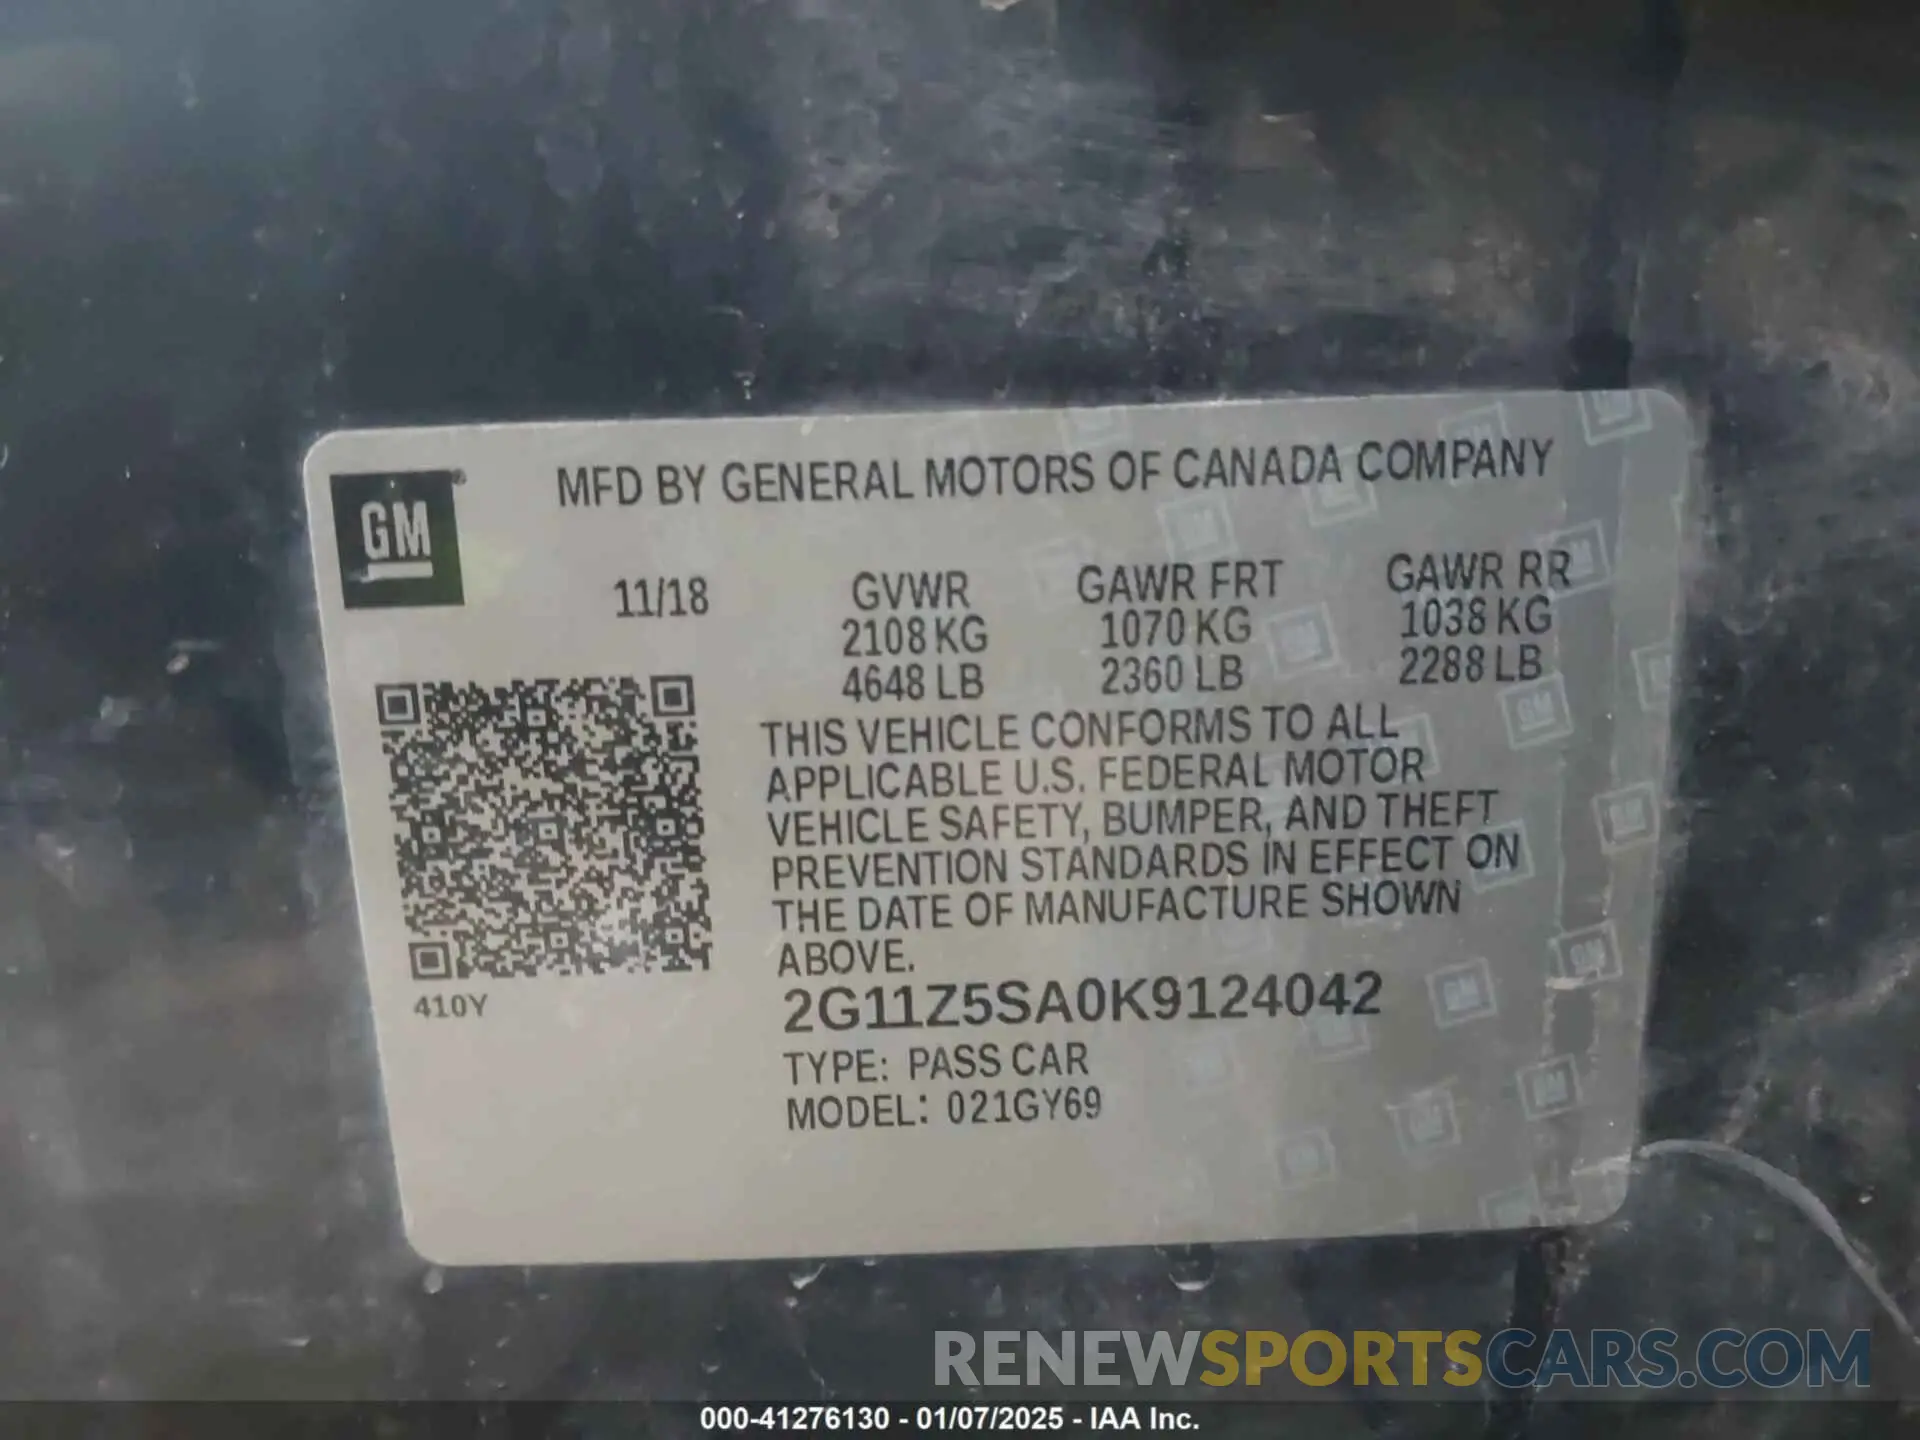 GM®
MFD BY GENERAL MOTORS OF CANADA COMPANY
11/18
GVWR
2108 KG
4648 LB
GAWR FRT
1070 KG
2360 LB
GAWR RR
1038 KG
2288 LB
THIS VEHICLE CONFORMS TO ALL
APPLICABLE U.S. FEDERAL MOTOR
VEHICLE SAFETY, BUMPER, AND THEFT
PREVENTION STANDARDS IN EFFECT ON
THE DATE OF MANUFACTURE SHOWN
ABOVE.
410Y
2G11Z5SA0K9124042
TYPE: PASS CAR
MODEL: 021GY69
RENEWSPORTSCARS.COM
000-41276130 - 01/07/2025 - IAA Inc.